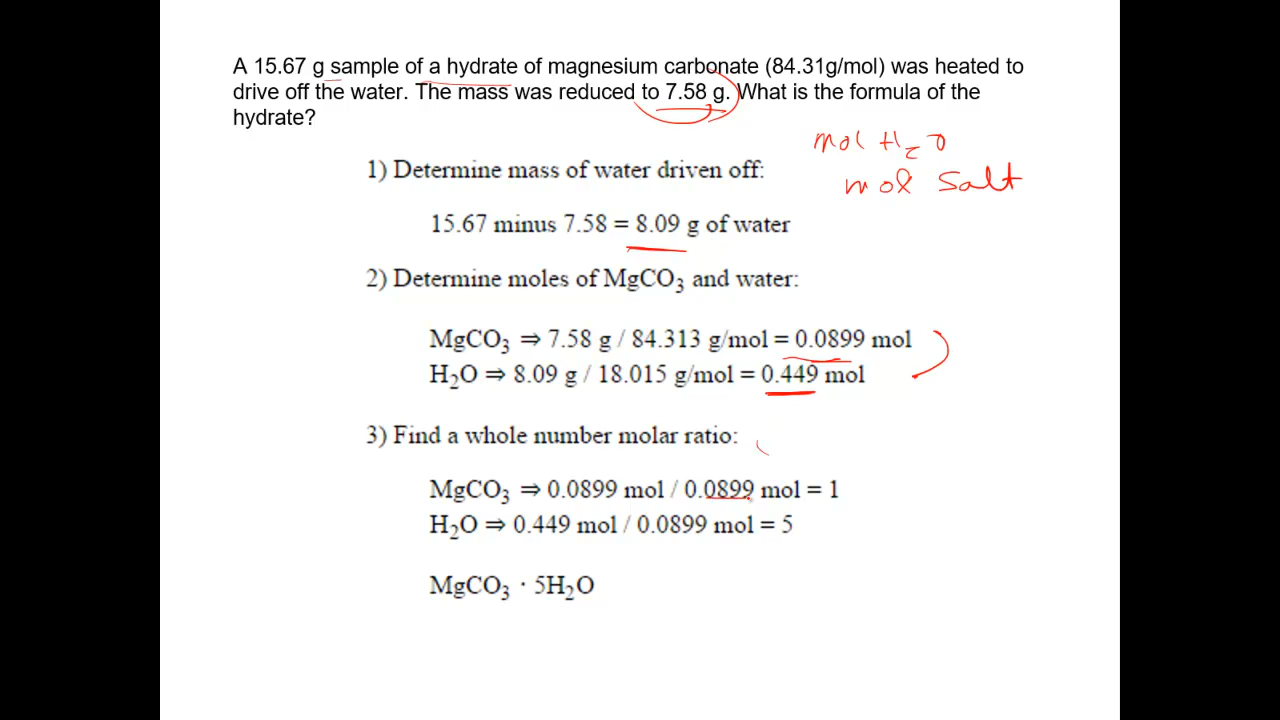 A 15.67 g sample of a hydrate of magnesium carbonate (84.31g/mol) was heated to
drive off the water. The mass was reduced to 7.58 g. What is the formula of the
hydrate?
mol H2O
mol salt
1) Determine mass of water driven off:
15.67 minus 7.58 = 8.09 g of water
2) Determine moles of MgCO₃ and water:
MgCO₃ ⇒ 7.58 g / 84.313 g/mol = 0.0899 mol
H₂O ⇒ 8.09 g / 18.015 g/mol = 0.449 mol
3) Find a whole number molar ratio:
MgCO₃ ⇒ 0.0899 mol / 0.0899 mol = 1
H₂O ⇒ 0.449 mol / 0.0899 mol = 5
MgCO₃ · 5H₂O